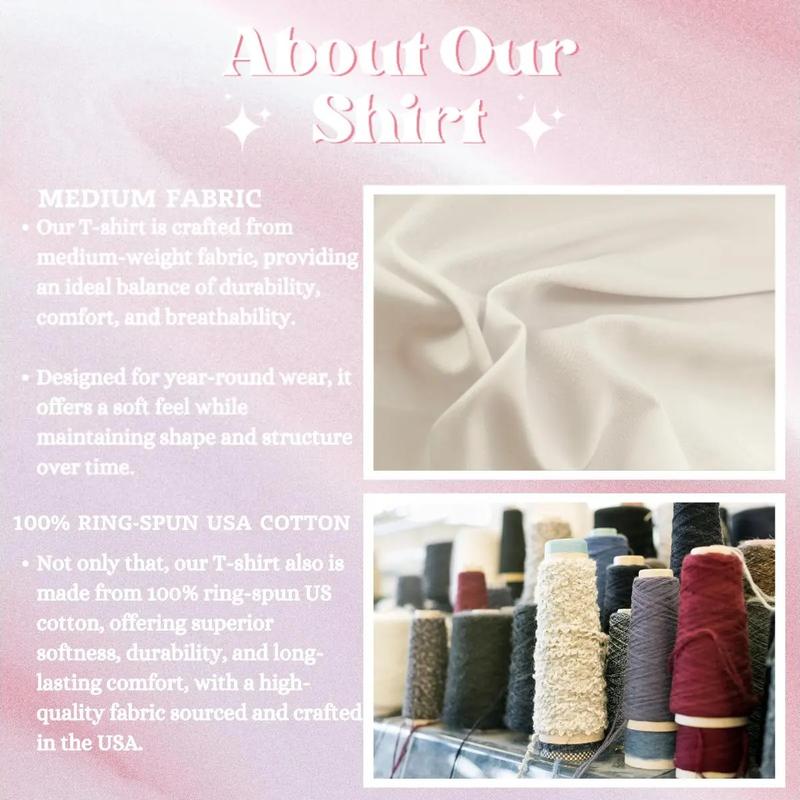 About Our
Shirt
MEDIUM FABRIC
• Our T-shirt is crafted from
medium-weight fabric, providing
an ideal balance of durability,
comfort, and breathability.
• Designed for year-round wear, it
offers a soft feel while
maintaining shape and structure
over time.
100% RING-SPUN USA COTTON
• Not only that, our T-shirt also is
made from 100% ring-spun US
cotton, offering superior
softness, durability, and long-
lasting comfort, with a high-
quality fabric sourced and crafted
in the USA.